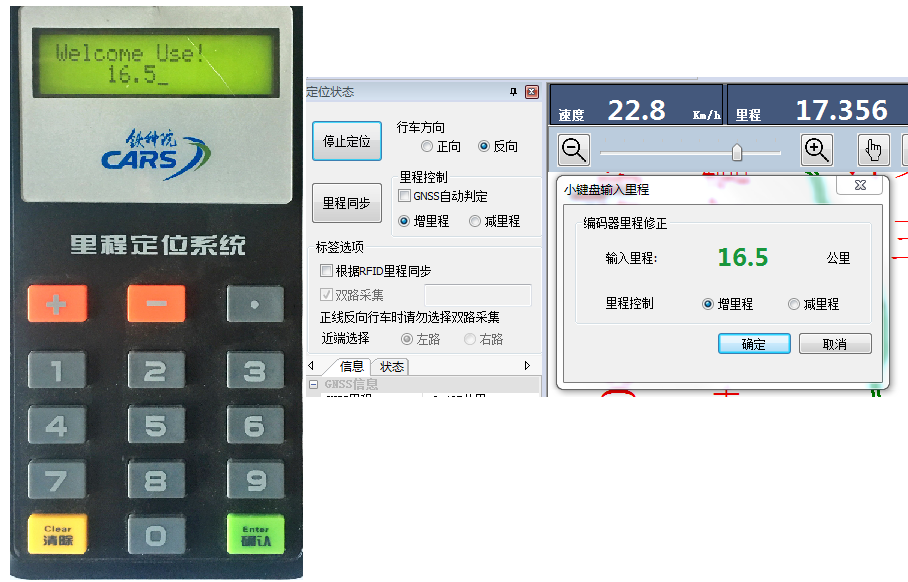 Welcome Use!
16.5_
铁科院
CARS
里程定位系统
+
-
.
1
2
3
4
5
6
7
8
9
Clear
清除
0
Enter
确认
定位状态
停止定位
行车方向
正向
反向
里程同步
里程控制
GNSS自动判定
增里程
减里程
标签选项
根据RFID里程同步
双路采集
正线反向行车时请勿选择双路采集
近端选择
左路
右路
信息
状态
GNSS信息
速度
22.8
Km/h
里程
17.356
小键盘输入里程
编码器里程修正
输入里程:
16.5
公里
里程控制
增里程
减里程
确定
取消